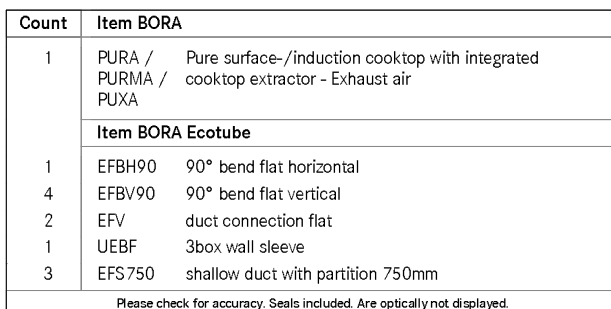 Count Item BORA
1 PURA / Pure surface-/induction cooktop with integrated
PURMA / cooktop extractor - Exhaust air
PUXA
Item BORA Ecotube
1 EFBH90 90° bend flat horizontal
4 EFBV90 90° bend flat vertical
2 EFV duct connection flat
1 UEBF 3box wall sleeve
3 EFS750 shallow duct with partition 750mm
Please check for accuracy. Seals included. Are optically not displayed.